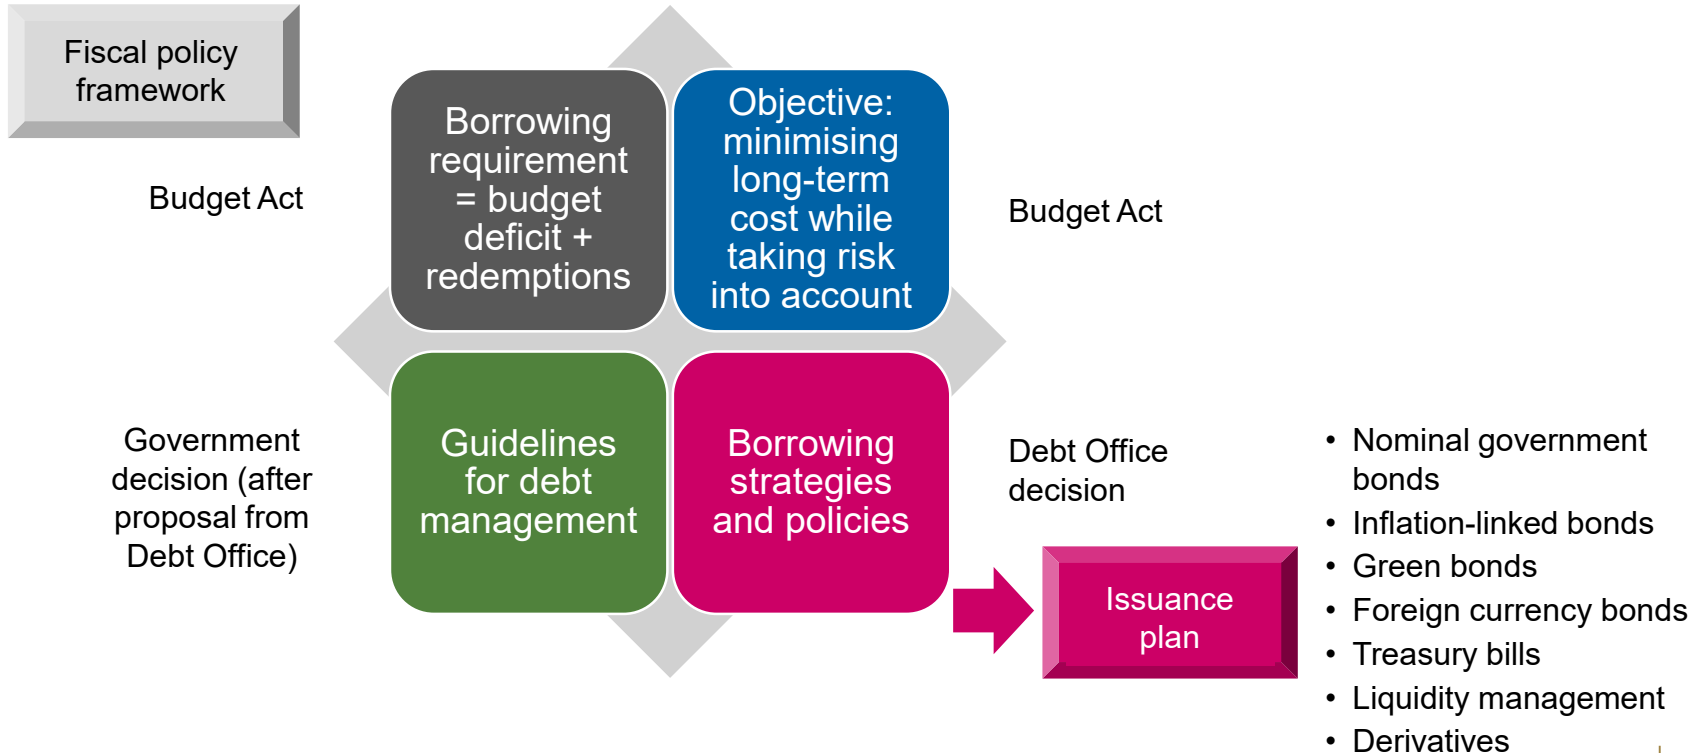 Fiscal policy
framework
Budget Act
Borrowing
requirement
= budget
deficit +
redemptions
Objective:
minimising
long-term
cost while
taking risk
into account
Budget Act
Government
decision (after
proposal from
Debt Office)
Guidelines
for debt
management
Borrowing
strategies
and policies
Debt Office
decision
Issuance
plan
• Nominal government
bonds
• Inflation-linked bonds
• Green bonds
• Foreign currency bonds
• Treasury bills
• Liquidity management
• Derivatives